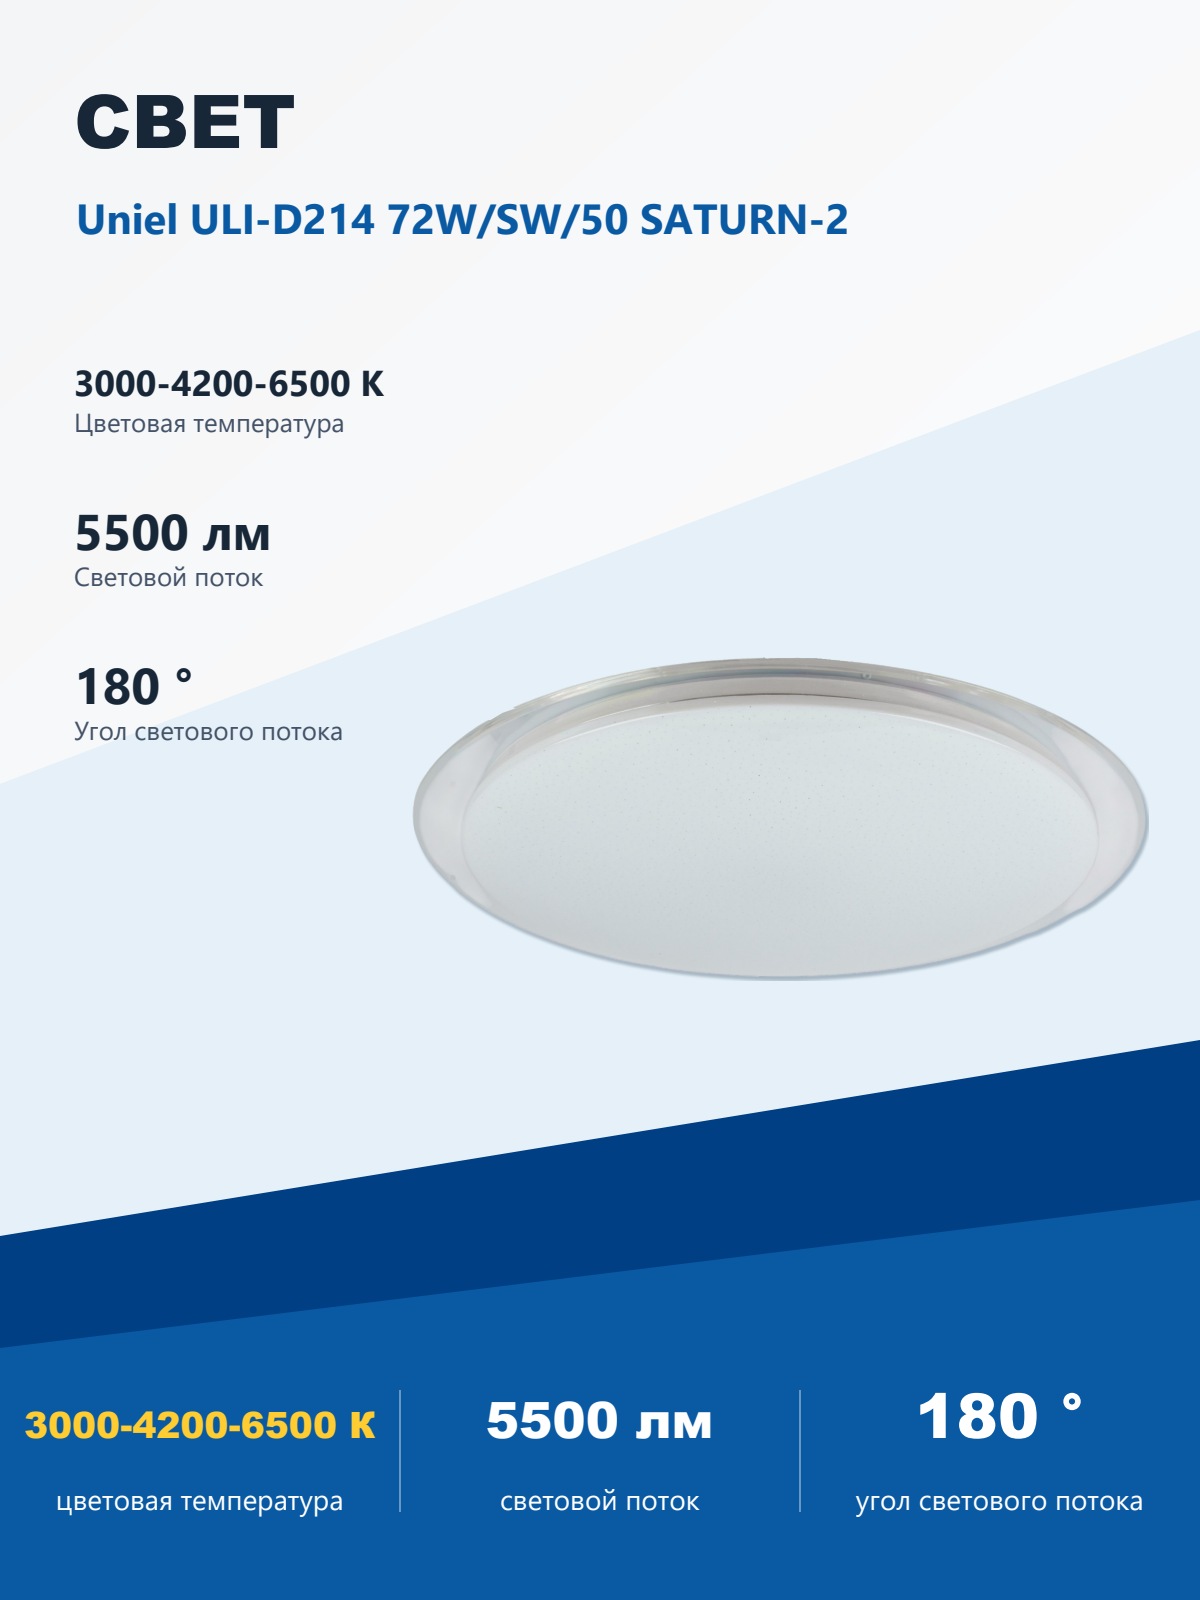 СВЕТ
Uniel ULI-D214 72W/SW/50 SATURN-2
3000-4200-6500 К
Цветовая температура
5500 лм
Световой поток
180 °
Угол светового потока
3000-4200-6500 К
цветовая температура
5500 лм
световой поток
180 °
угол светового потока